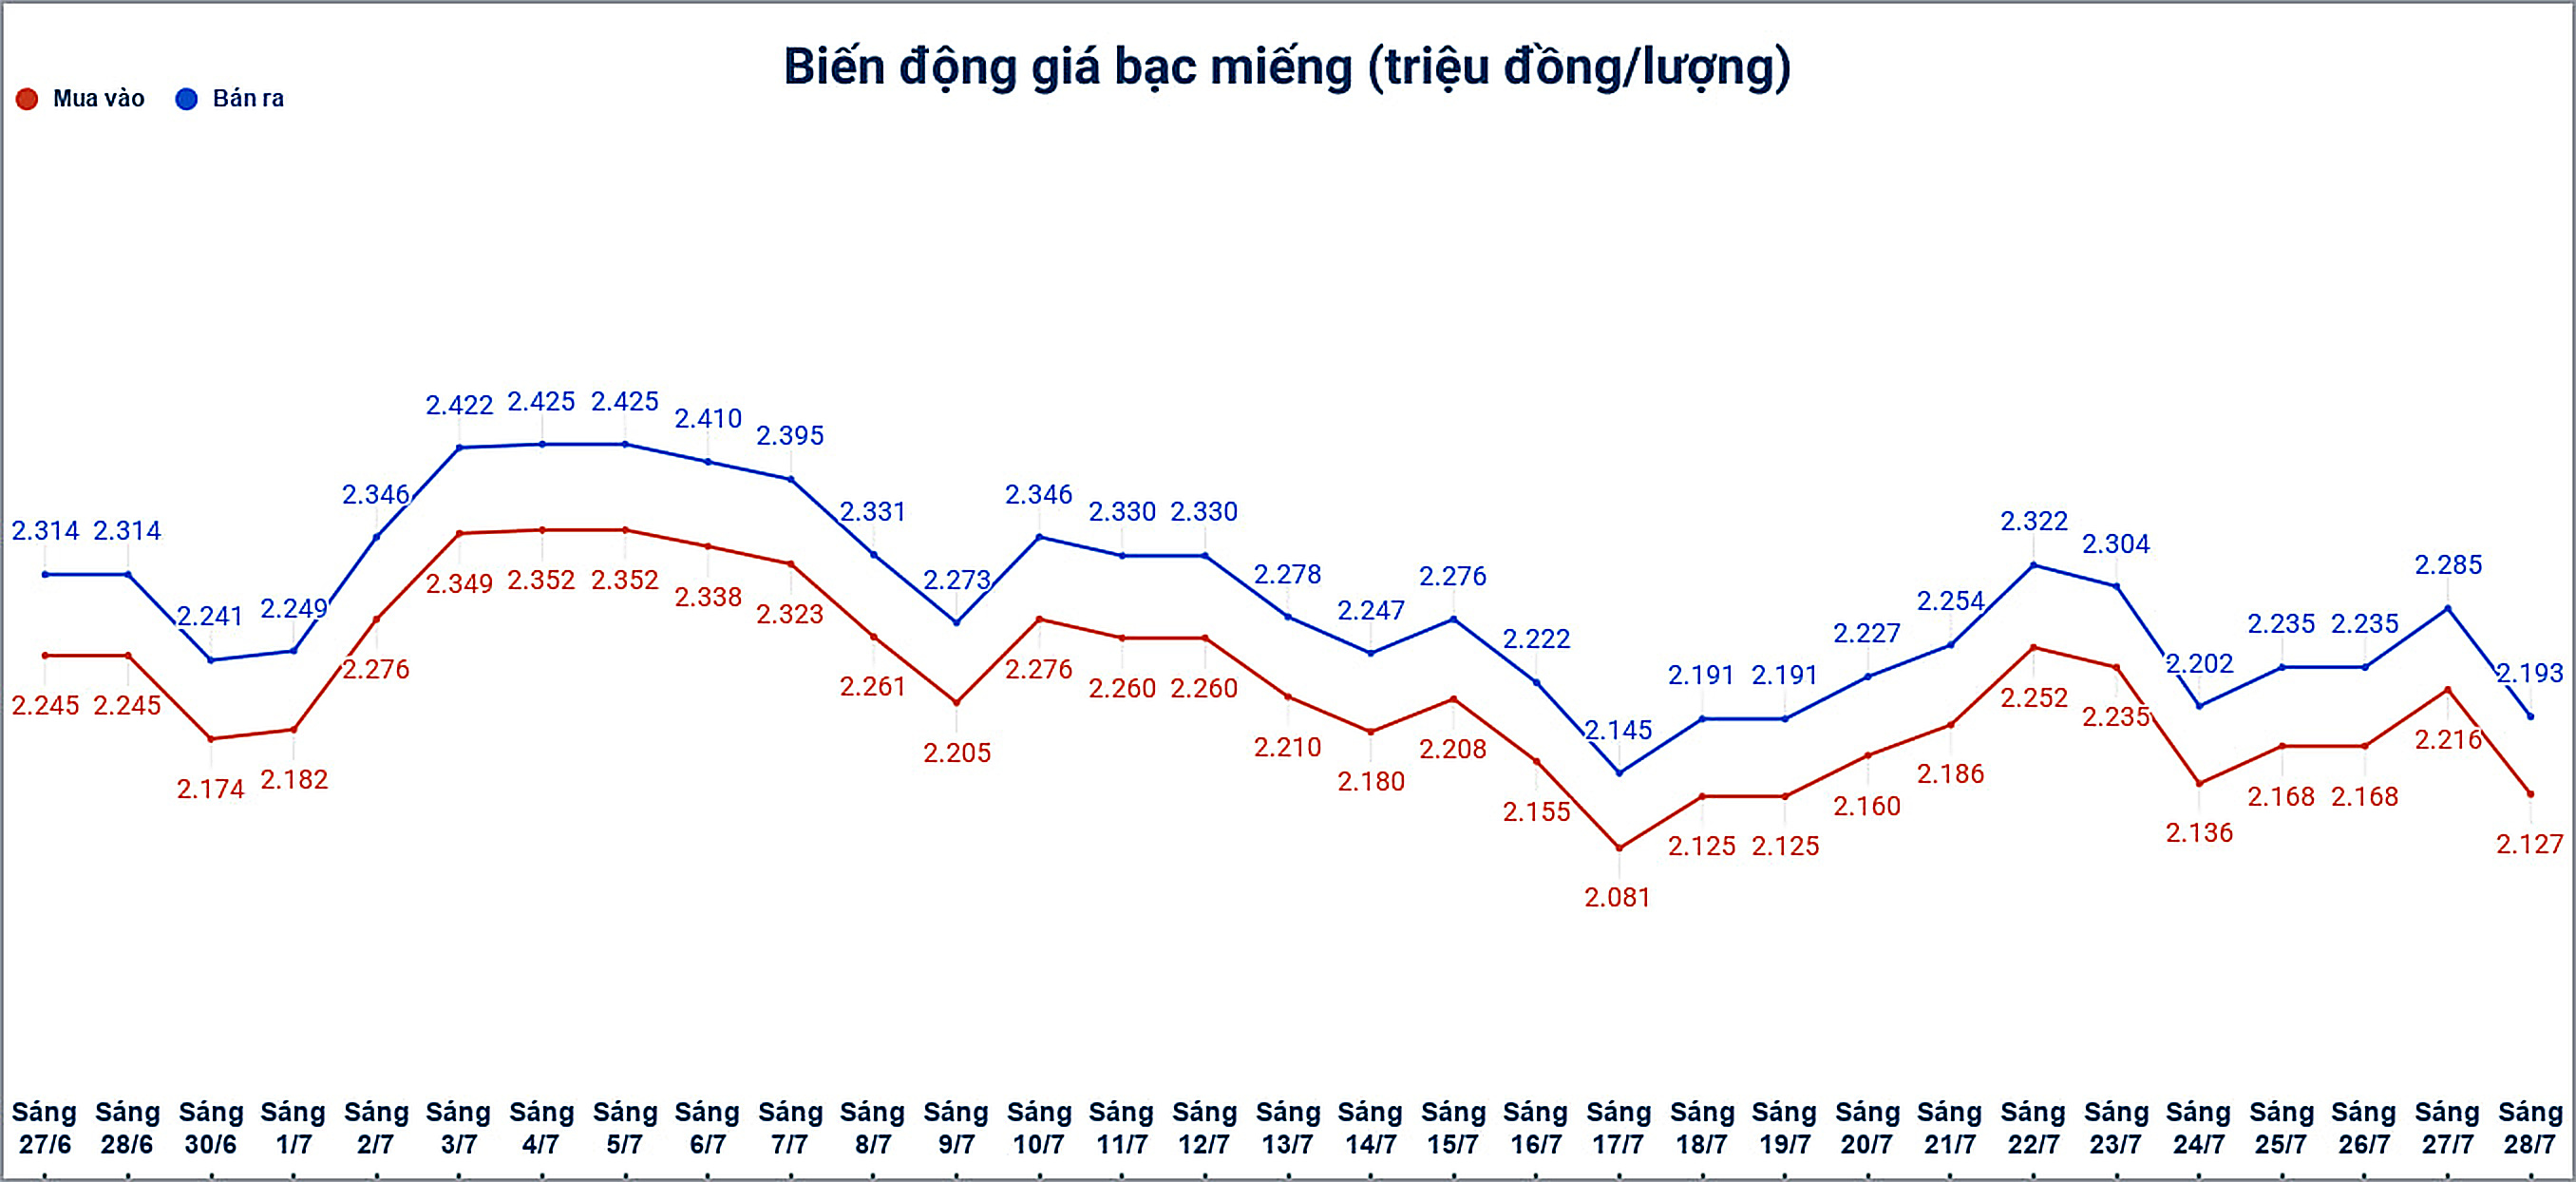 Biến động giá bạc miếng (triệu đồng/lượng)
Mua vào Bán ra
2.314 2.314 2.241 2.249 2.346 2.422 2.425 2.425 2.410 2.395 2.331 2.273 2.346 2.330 2.330 2.278 2.247 2.276 2.222 2.145 2.191 2.191 2.227 2.254 2.322 2.304 2.202 2.235 2.235 2.285 2.193
2.245 2.245 2.174 2.182 2.276 2.349 2.352 2.352 2.338 2.323 2.261 2.205 2.276 2.260 2.260 2.210 2.180 2.208 2.155 2.081 2.125 2.125 2.160 2.186 2.252 2.235 2.136 2.168 2.168 2.216 2.127
Sáng Sáng Sáng Sáng Sáng Sáng Sáng Sáng Sáng Sáng Sáng Sáng Sáng Sáng Sáng Sáng Sáng Sáng Sáng Sáng Sáng Sáng Sáng Sáng Sáng Sáng Sáng Sáng Sáng Sáng Sáng
27/6 28/6 30/6 1/7 2/7 3/7 4/7 5/7 6/7 7/7 8/7 9/7 10/7 11/7 12/7 13/7 14/7 15/7 16/7 17/7 18/7 19/7 20/7 21/7 22/7 23/7 24/7 25/7 26/7 27/7 28/7